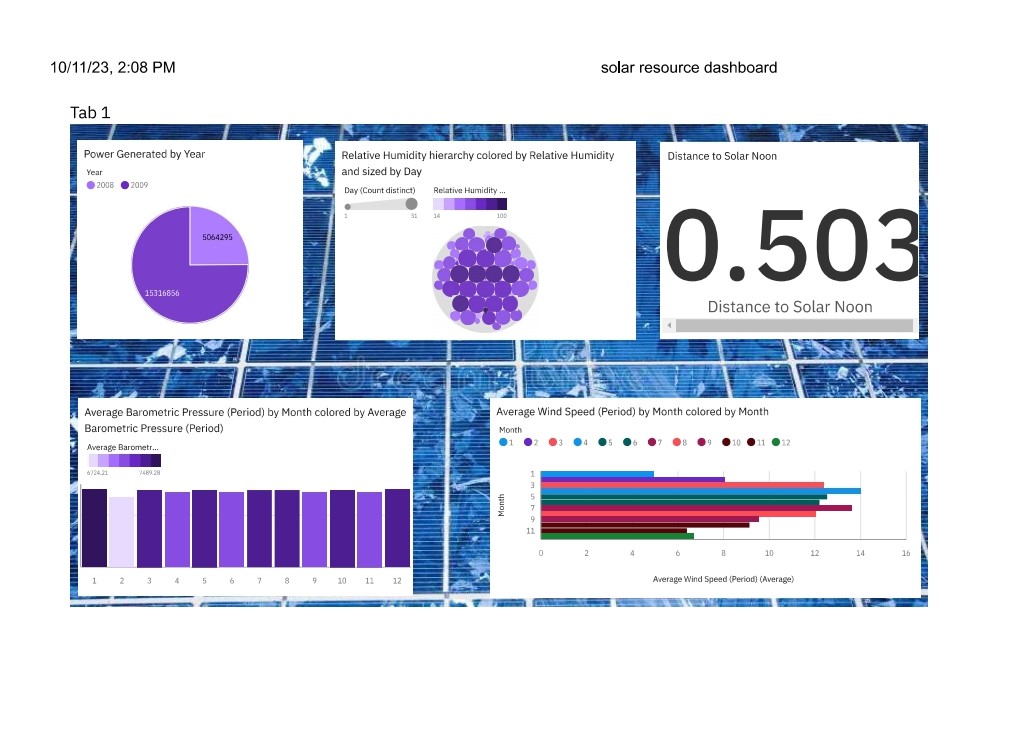 10/11/23, 2:08 PM
solar resource dashboard
Tab 1
Power Generated by Year
Year
2008 2009
5064295
15316856
Relative Humidity hierarchy colored by Relative Humidity
and sized by Day
Day (Count distinct) Relative Humidity ...
1 31 14 100
Distance to Solar Noon
0.503
Distance to Solar Noon
Average Barometric Pressure (Period) by Month colored by Average
Barometric Pressure (Period)
Average Barometr...
6724.21 7489.28
1 2 3 4 5 6 7 8 9 10 11 12
Average Wind Speed (Period) by Month colored by Month
Month
1 2 3 4 5 6 7 8 9 10 11 12
Month
1
3
5
7
9
11
0 2 4 6 8 10 12 14 16
Average Wind Speed (Period) (Average)